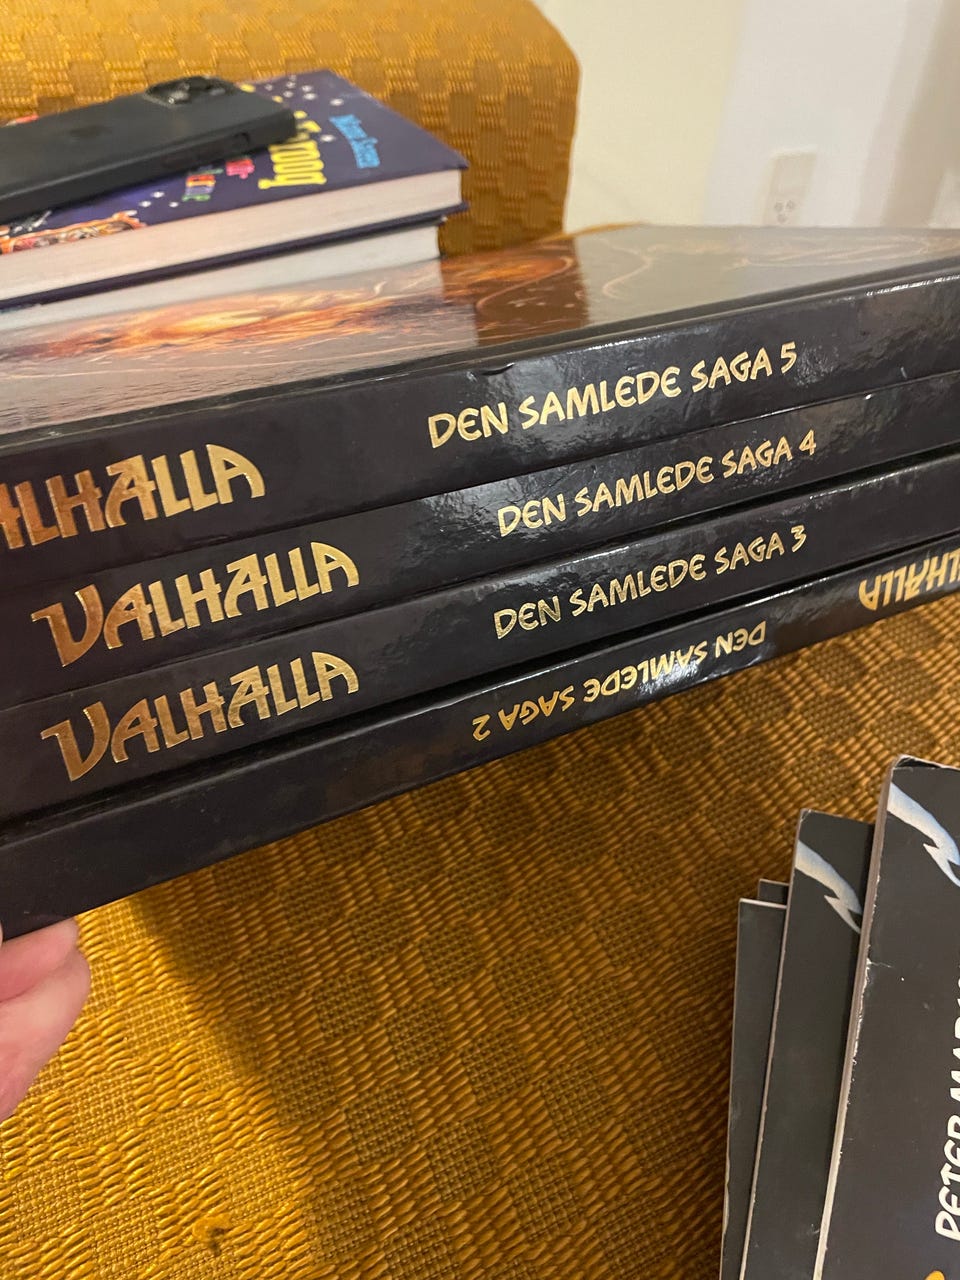 DEN SAMLEDE SAGA 5
VALHALLA
DEN SAMLEDE SAGA 4
VALHALLA
DEN SAMLEDE SAGA 3
VALHALLA
DEN SAMLEDE SAGA 2
PETER